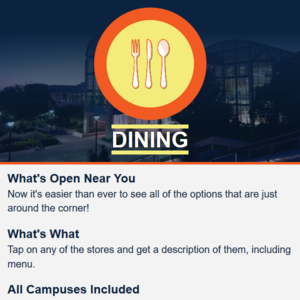 DINING
What's Open Near You
Now it's easier than ever to see all of the options that are just
around the corner!
What's What
Tap on any of the stores and get a description of them, including
menu.
All Campuses Included